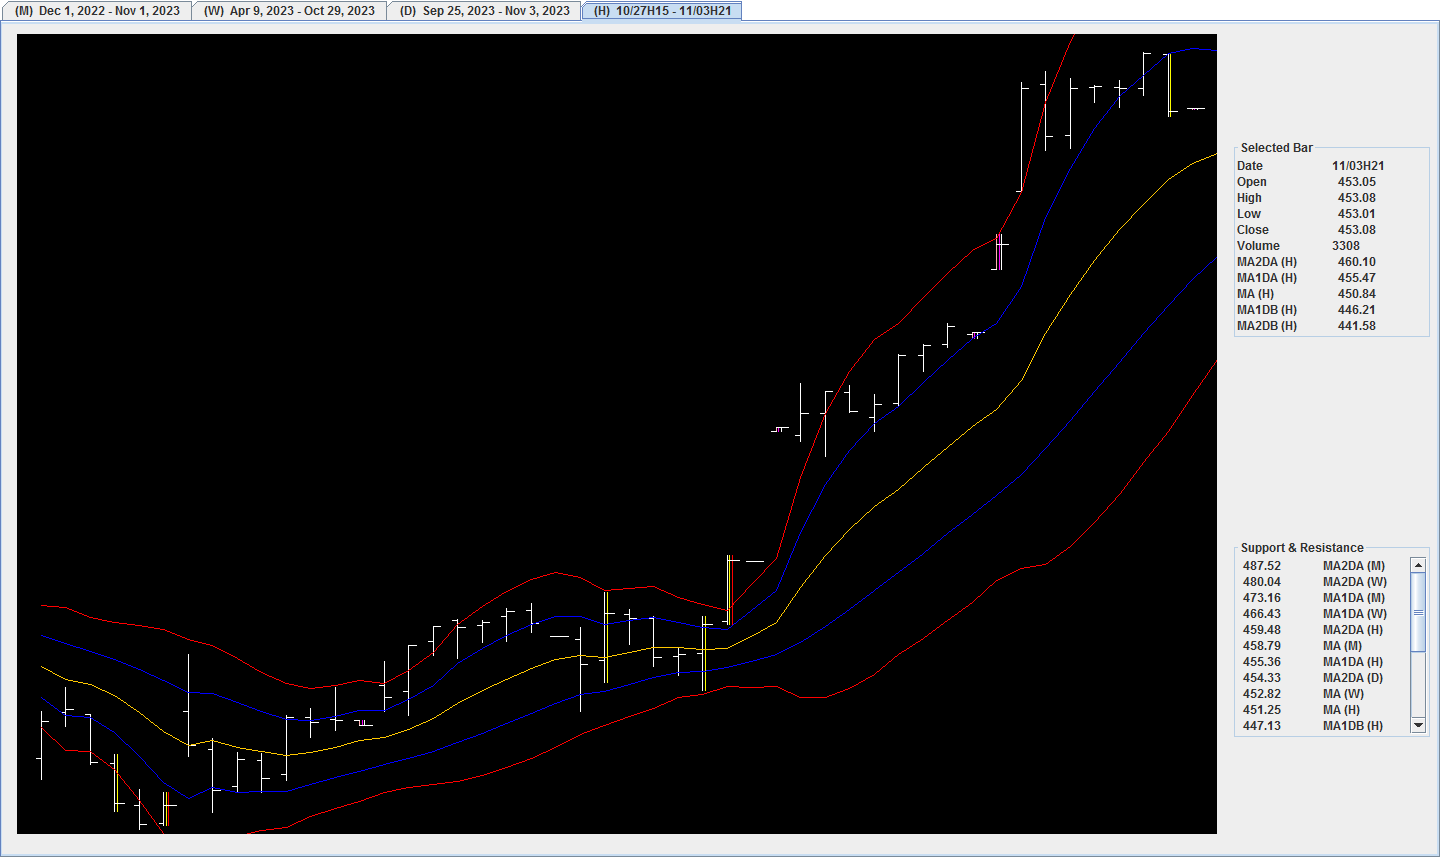 (M) Dec 1, 2022 - Nov 1, 2023 (W) Apr 9, 2023 - Oct 29, 2023 (D) Sep 25, 2023 - Nov 3, 2023 (H) 10/27H15 - 11/03H21
Selected Bar
Date 11/03H21
Open 453.05
High 453.08
Low 453.01
Close 453.08
Volume 3308
MA2DA (H) 460.10
MA1DA (H) 455.47
MA (H) 450.84
MA1DB (H) 446.21
MA2DB (H) 441.58
Support & Resistance
487.52 MA2DA (M)
480.04 MA2DA (W)
473.16 MA1DA (M)
466.43 MA1DA (W)
459.48 MA2DA (H)
458.79 MA (M)
455.36 MA1DA (H)
454.33 MA2DA (D)
452.82 MA (W)
451.25 MA (H)
447.13 MA1DB (H)